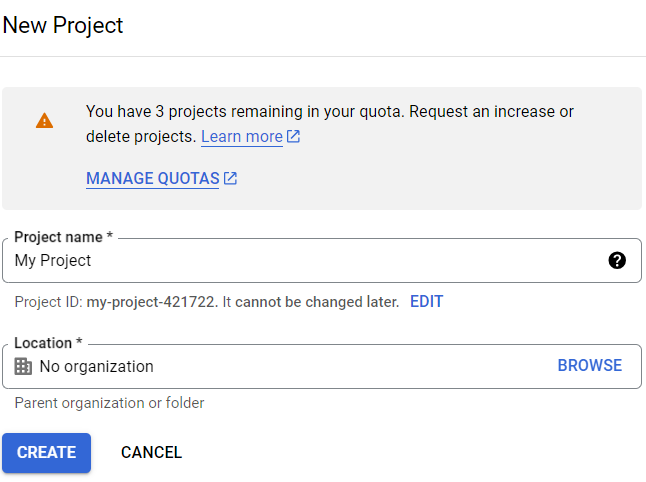 New Project
You have 3 projects remaining in your quota. Request an increase or
delete projects. Learn more
MANAGE QUOTAS
Project name *
My Project
Project ID: my-project-421722. It cannot be changed later. EDIT
Location *
No organization BROWSE
Parent organization or folder
CREATE CANCEL